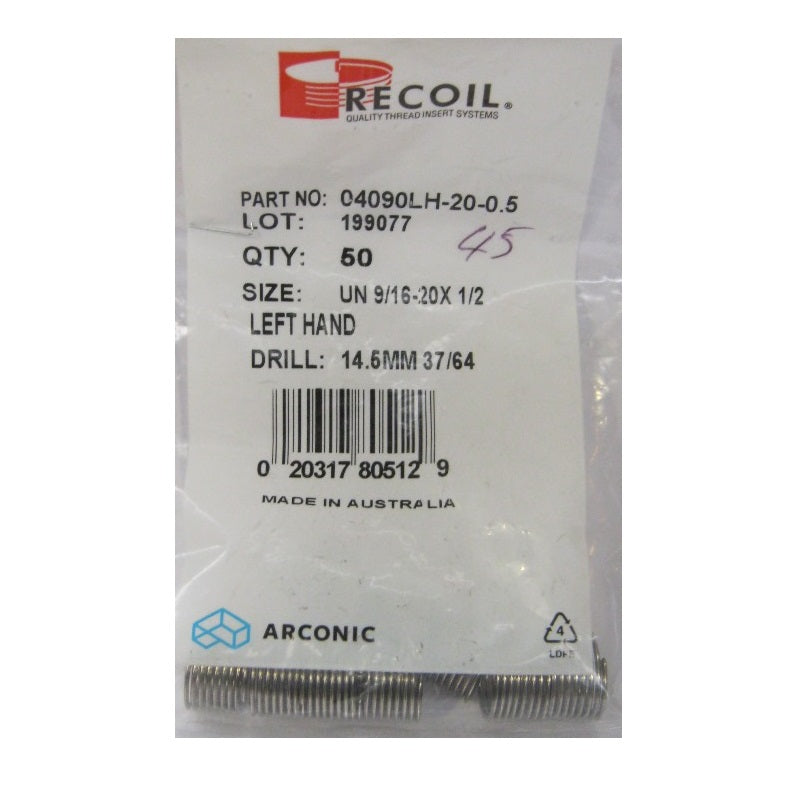 RECOIL®
QUALITY THREAD INSERT SYSTEMS
PART NO: 04090LH-20-0.5
LOT: 199077
45
QTY: 50
SIZE: UN 9/16-20X 1/2
LEFT HAND
DRILL: 14.5MM 37/64
0 20317 80512 9
MADE IN AUSTRALIA
ARCONIC
4
LDPE